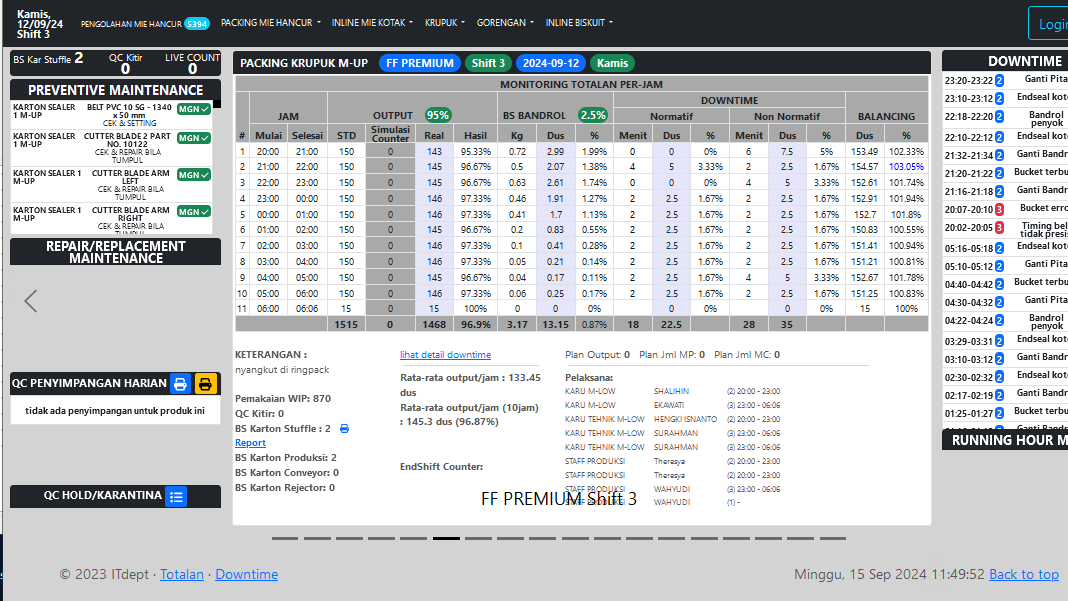 Kamis,
12/09/24
Shift 3
PENGOLAHAN MIE HANCUR 5394 PACKING MIE HANCUR INLINE MIE KOTAK KRUPUK GORENGAN INLINE BISKUIT
Login
BS Kar Stuffle 2 QC Kitir 0 LIVE COUNT 0
PREVENTIVE MAINTENANCE
KARTON SEALER 1 M-UP BELT PVC 10 SG - 1340 x 50 mm CEK & SETTING MGN
KARTON SEALER 1 M-UP CUTTER BLADE 2 PART NO. 10122 CEK & REPAIR BILA TUMPUL MGN
KARTON SEALER 1 M-UP CUTTER BLADE ARM LEFT CEK & REPAIR BILA TUMPUL MGN
KARTON SEALER 1 M-UP CUTTER BLADE ARM RIGHT CEK & REPAIR BILA TUMPUL MGN
REPAIR/REPLACEMENT
MAINTENANCE
QC PENYIMPANGAN HARIAN
tidak ada penyimpangan untuk produk ini
QC HOLD/KARANTINA
PACKING KRUPUK M-UP FF PREMIUM Shift 3 2024-09-12 Kamis
MONITORING TOTALAN PER-JAM
DOWNTIME
JAM OUTPUT 95% BS BANDROL 2.5% Normatif Non Normatif BALANCING
# Mulai Selesai STD Simulasi Counter Real Hasil Kg Dus % Menit Dus % Menit Dus % Dus %
1 20:00 21:00 150 0 143 95.33% 0.72 2.99 1.99% 0 0 0% 6 7.5 5% 153.49 102.33%
2 21:00 22:00 150 0 145 96.67% 0.5 2.07 1.38% 4 5 3.33% 2 2.5 1.67% 154.57 103.05%
3 22:00 23:00 150 0 145 96.67% 0.63 2.61 1.74% 0 0 0% 4 5 3.33% 152.61 101.74%
4 23:00 00:00 150 0 146 97.33% 0.46 1.91 1.27% 2 2.5 1.67% 2 2.5 1.67% 152.91 101.94%
5 00:00 01:00 150 0 146 97.33% 0.41 1.7 1.13% 2 2.5 1.67% 2 2.5 1.67% 152.7 101.8%
6 01:00 02:00 150 0 145 96.67% 0.2 0.83 0.55% 2 2.5 1.67% 2 2.5 1.67% 150.83 100.55%
7 02:00 03:00 150 0 146 97.33% 0.1 0.41 0.28% 2 2.5 1.67% 2 2.5 1.67% 151.41 100.94%
8 03:00 04:00 150 0 146 97.33% 0.05 0.21 0.14% 2 2.5 1.67% 2 2.5 1.67% 151.21 100.81%
9 04:00 05:00 150 0 145 96.67% 0.04 0.17 0.11% 2 2.5 1.67% 4 5 3.33% 152.67 101.78%
10 05:00 06:00 150 0 146 97.33% 0.06 0.25 0.17% 2 2.5 1.67% 2 2.5 1.67% 151.25 100.83%
11 06:00 06:06 15 0 15 100% 0 0 0% 0 0% 0 0% 15 100%
1515 0 1468 96.9% 3.17 13.15 0.87% 18 22.5 28 35
KETERANGAN :
nyangkut di ringpack
Pemakaian WIP: 870
QC Kitir: 0
BS Karton Stuffle : 2
Report
BS Karton Produksi: 2
BS Karton Conveyor: 0
BS Karton Rejector: 0
lihat detail downtime
Rata-rata output/jam : 133.45
dus
Rata-rata output/jam (10jam)
: 145.3 dus (96.87%)
EndShift Counter:
Plan Output: 0 Plan Jml MP: 0 Plan Jml MC: 0
Pelaksana:
KARU M-LOW SHALIHIN (2) 20:00 - 23:00
KARU M-LOW EKAWATI (3) 23:00 - 06:06
KARU TEHNIK M-LOW HENGKI ISNANTO (2) 20:00 - 23:00
KARU TEHNIK M-LOW SURAHMAN (3) 23:00 - 06:06
KARU TEHNIK M-LOW SURAHMAN (3) 23:00 - 06:06
STAFF PRODUKSI Theresya (2) 20:00 - 23:00
STAFF PRODUKSI Theresya (2) 20:00 - 23:00
STAFF PRODUKSI WAHYUDI (3) 23:00 - 06:06
STAFF PRODUKSI WAHYUDI (1) -
FF PREMIUM Shift 3
DOWNTIME
23:20-23:22 2 Ganti Pita
23:10-23:12 2 Endseal kot
22:18-22:20 2 Bandrol penyok
22:10-22:12 2 Endseal kot
21:32-21:34 2 Ganti Bandr
21:20-21:22 2 Bucket terbu
21:16-21:18 2 Ganti Bandr
20:07-20:10 3 Bucket erro
20:02-20:05 3 Timing bel tidak presi
05:16-05:18 2 Endseal kot
05:10-05:12 2 Ganti Pita
04:40-04:42 2 Bucket terbu
04:30-04:32 2 Ganti Pita
04:22-04:24 2 Bandrol penyok
03:29-03:31 2 Endseal kot
03:10-03:12 2 Ganti Bandr
02:30-02:32 2 Endseal kot
02:17-02:19 2 Ganti Bandr
01:25-01:27 2 Bucket terbu
RUNNING HOUR M
© 2023 ITdept · Totalan · Downtime
Minggu, 15 Sep 2024 11:49:52 Back to top